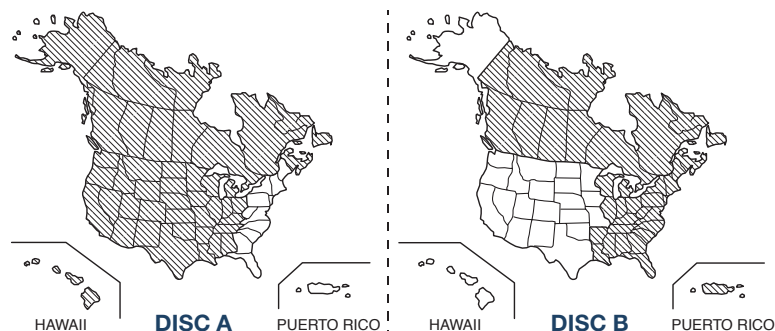 HAWAII DISC A PUERTO RICO
HAWAII DISC B PUERTO RICO